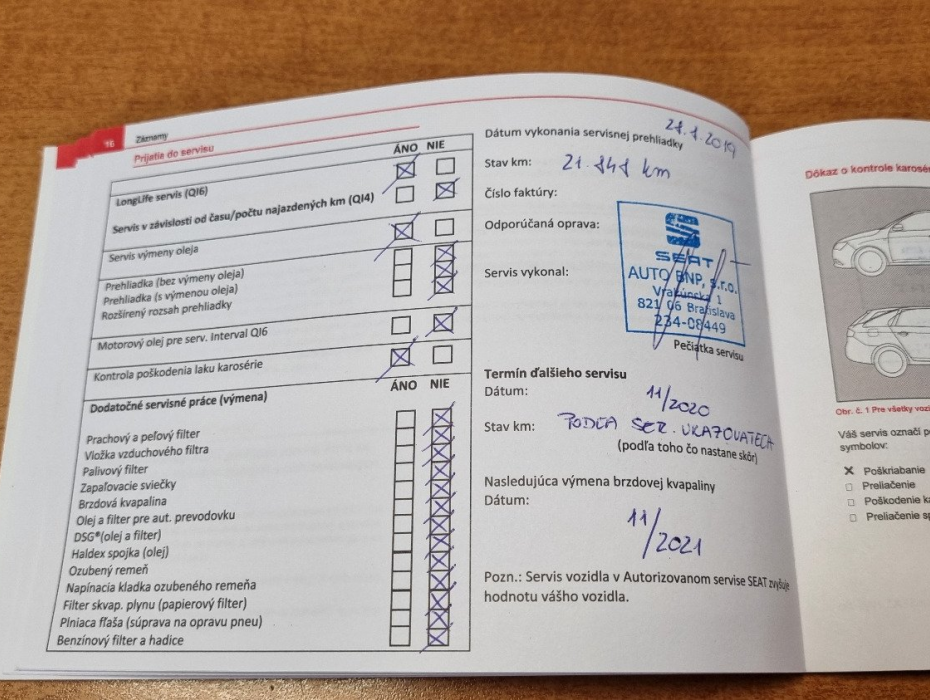 16
Záznamy
Prijatie do servisu
ÁNO NIE
LongLife servis (QI6)
Servis v závislosti od času/počtu najazdených km (QI4)
Servis výmeny oleja
Prehliadka (bez výmeny oleja)
Prehliadka (s výmenou oleja)
Rozšírený rozsah prehliadky
Motorový olej pre serv. Interval QI6
Kontrola poškodenia laku karosérie
ÁNO NIE
Dodatočné servisné práce (výmena)
Prachový a peľový filter
Vložka vzduchového filtra
Palivový filter
Zapaľovacie sviečky
Brzdová kvapalina
Olej a filter pre aut. prevodovku
DSG®(olej a filter)
Haldex spojka (olej)
Ozubený remeň
Napínacia kladka ozubeného remeňa
Filter skvap. plynu (papierový filter)
Plniaca fľaša (súprava na opravu pneu)
Benzínový filter a hadice
Dátum vykonania servisnej prehliadky
Stav km: km
Číslo faktúry:
Odporúčaná oprava:
Servis vykonal:
SEAT
AUTO BNP, s.r.o.
Vrakúnska 1
821 06 Bratislava
234-08449
Pečiatka servisu
Termín ďalšieho servisu
Dátum: 11/2020
Stav km: PODĽA SER. UKAZOVATEĽA
(podľa toho čo nastane skôr)
Nasledujúca výmena brzdovej kvapaliny
Dátum:
11/2021
Pozn.: Servis vozidla v Autorizovanom servise SEAT zvyšuje
hodnotu vášho vozidla.
Dôkaz o kontrole karosér
Obr. č. 1 Pre všetky vozi
Váš servis označí p
symbolov:
Poškriabanie
Preliačenie
Poškodenie k
Preliačenie sp